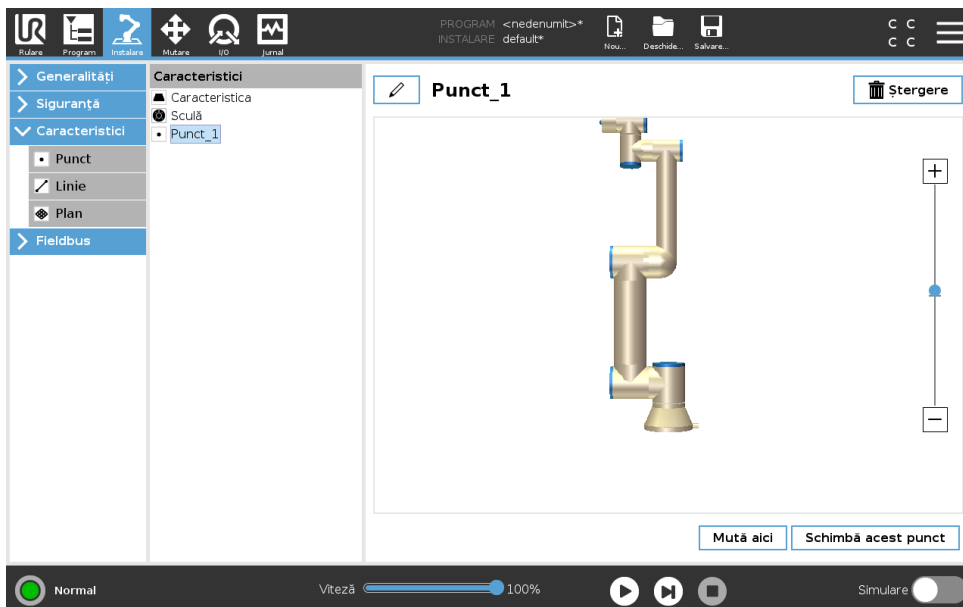 PROGRAM <nedenumit>*
INSTALARE default*
UR
Rulare Program Instalare Mutare I/O Jurnal Nou... Deschide... Salvare...
C C
C C
Generalități
Siguranță
Caracteristici
Punct
Linie
Plan
Fieldbus
Caracteristici
Caracteristica
Sculă
Punct_1
Punct_1
Ștergere
Mută aici
Schimbă acest punct
Normal
Viteză 100%
Simulare